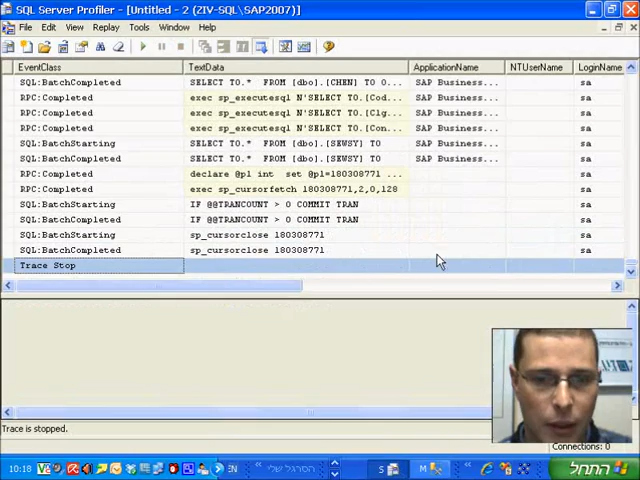 SQL Server Profiler - [Untitled - 2 (ZIV-SQL\SAP2007)]
File Edit View Replay Tools Window Help
EventClass TextData ApplicationName NTUserName LoginName
SQL:BatchCompleted SELECT T0.* FROM [dbo].[CHEN] T0 O... SAP Business... sa
RPC:Completed exec sp_executesql N'SELECT T0.[Cod... SAP Business... sa
RPC:Completed exec sp_executesql N'SELECT T0.[Clg... SAP Business... sa
RPC:Completed exec sp_executesql N'SELECT T0.[Con... SAP Business... sa
SQL:BatchStarting SELECT T0.* FROM [dbo].[SEWSY] T0 SAP Business... sa
SQL:BatchCompleted SELECT T0.* FROM [dbo].[SEWSY] T0 SAP Business... sa
RPC:Completed declare @p1 int set @p1=180308771 ... sa
RPC:Completed exec sp_cursorfetch 180308771,2,0,128 sa
SQL:BatchStarting IF @@TRANCOUNT > 0 COMMIT TRAN sa
SQL:BatchCompleted IF @@TRANCOUNT > 0 COMMIT TRAN sa
SQL:BatchStarting sp_cursorclose 180308771 sa
SQL:BatchCompleted sp_cursorclose 180308771 sa
Trace Stop
Trace is stopped.
Connections: 0
10:18 EN הסרגל שלי S M התחל